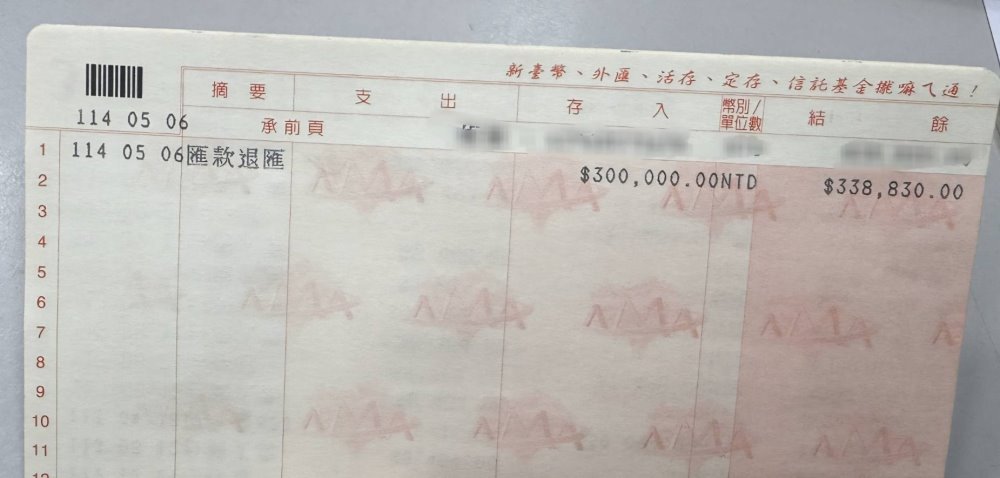 新臺幣、外匯、活存、定存、信託基金攏嘛ㄟ通！
摘要 支出 存入 幣別/單位數 結餘
114 05 06 承前頁
1 114 05 06 匯款退匯
2 $300,000.00NTD $338,830.00
3
4
5
6
7
8
9
10
11